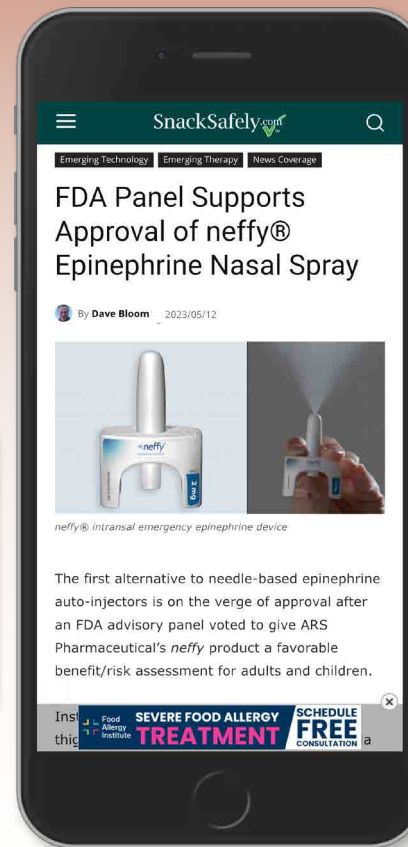 SnackSafely.com
Emerging Technology Emerging Therapy News Coverage
FDA Panel Supports
Approval of neffy®
Epinephrine Nasal Spray
By Dave Bloom - 2023/05/12
neffy
2 mg
neffy® intransal emergency epinephrine device
The first alternative to needle-based epinephrine
auto-injectors is on the verge of approval after
an FDA advisory panel voted to give ARS
Pharmaceutical's neffy product a favorable
benefit/risk assessment for adults and children.
Food
Allergy
Institute
SEVERE FOOD ALLERGY
TREATMENT
SCHEDULE
FREE
CONSULTATION
a